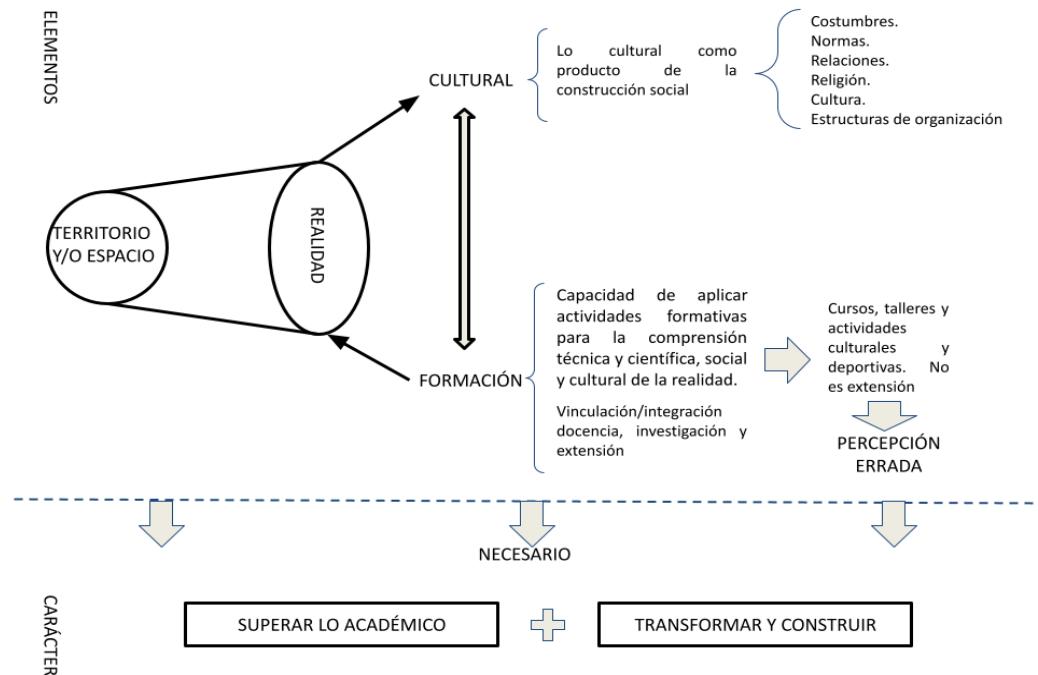 ELEMENTOS
CULTURAL
Lo cultural como
producto de la
construcción social
Costumbres.
Normas.
Relaciones.
Religión.
Cultura.
Estructuras de organización
TERRITORIO
Y/O ESPACIO
REALIDAD
FORMACIÓN
Capacidad de aplicar
actividades formativas
para la comprensión
técnica y científica, social
y cultural de la realidad.
Vinculación/integración
docencia, investigación y
extensión
Cursos, talleres y
actividades
culturales y
deportivas. No
es extensión
PERCEPCIÓN
ERRADA
NECESARIO
CARÁCTER
SUPERAR LO ACADÉMICO
TRANSFORMAR Y CONSTRUIR